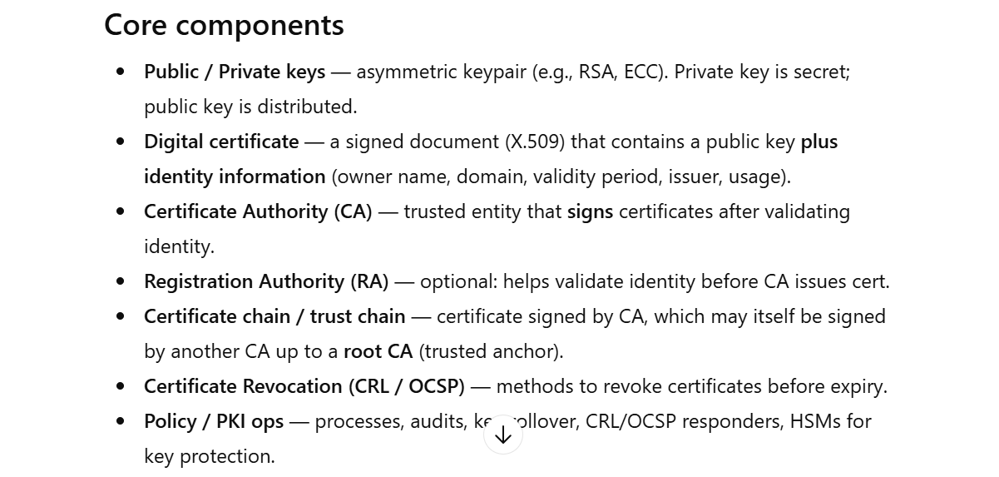 Core components
• Public / Private keys — asymmetric keypair (e.g., RSA, ECC). Private key is secret;
public key is distributed.
• Digital certificate — a signed document (X.509) that contains a public key plus
identity information (owner name, domain, validity period, issuer, usage).
• Certificate Authority (CA) — trusted entity that signs certificates after validating
identity.
• Registration Authority (RA) — optional: helps validate identity before CA issues cert.
• Certificate chain / trust chain — certificate signed by CA, which may itself be signed
by another CA up to a root CA (trusted anchor).
• Certificate Revocation (CRL / OCSP) — methods to revoke certificates before expiry.
• Policy / PKI ops — processes, audits, key rollover, CRL/OCSP responders, HSMs for
key protection.